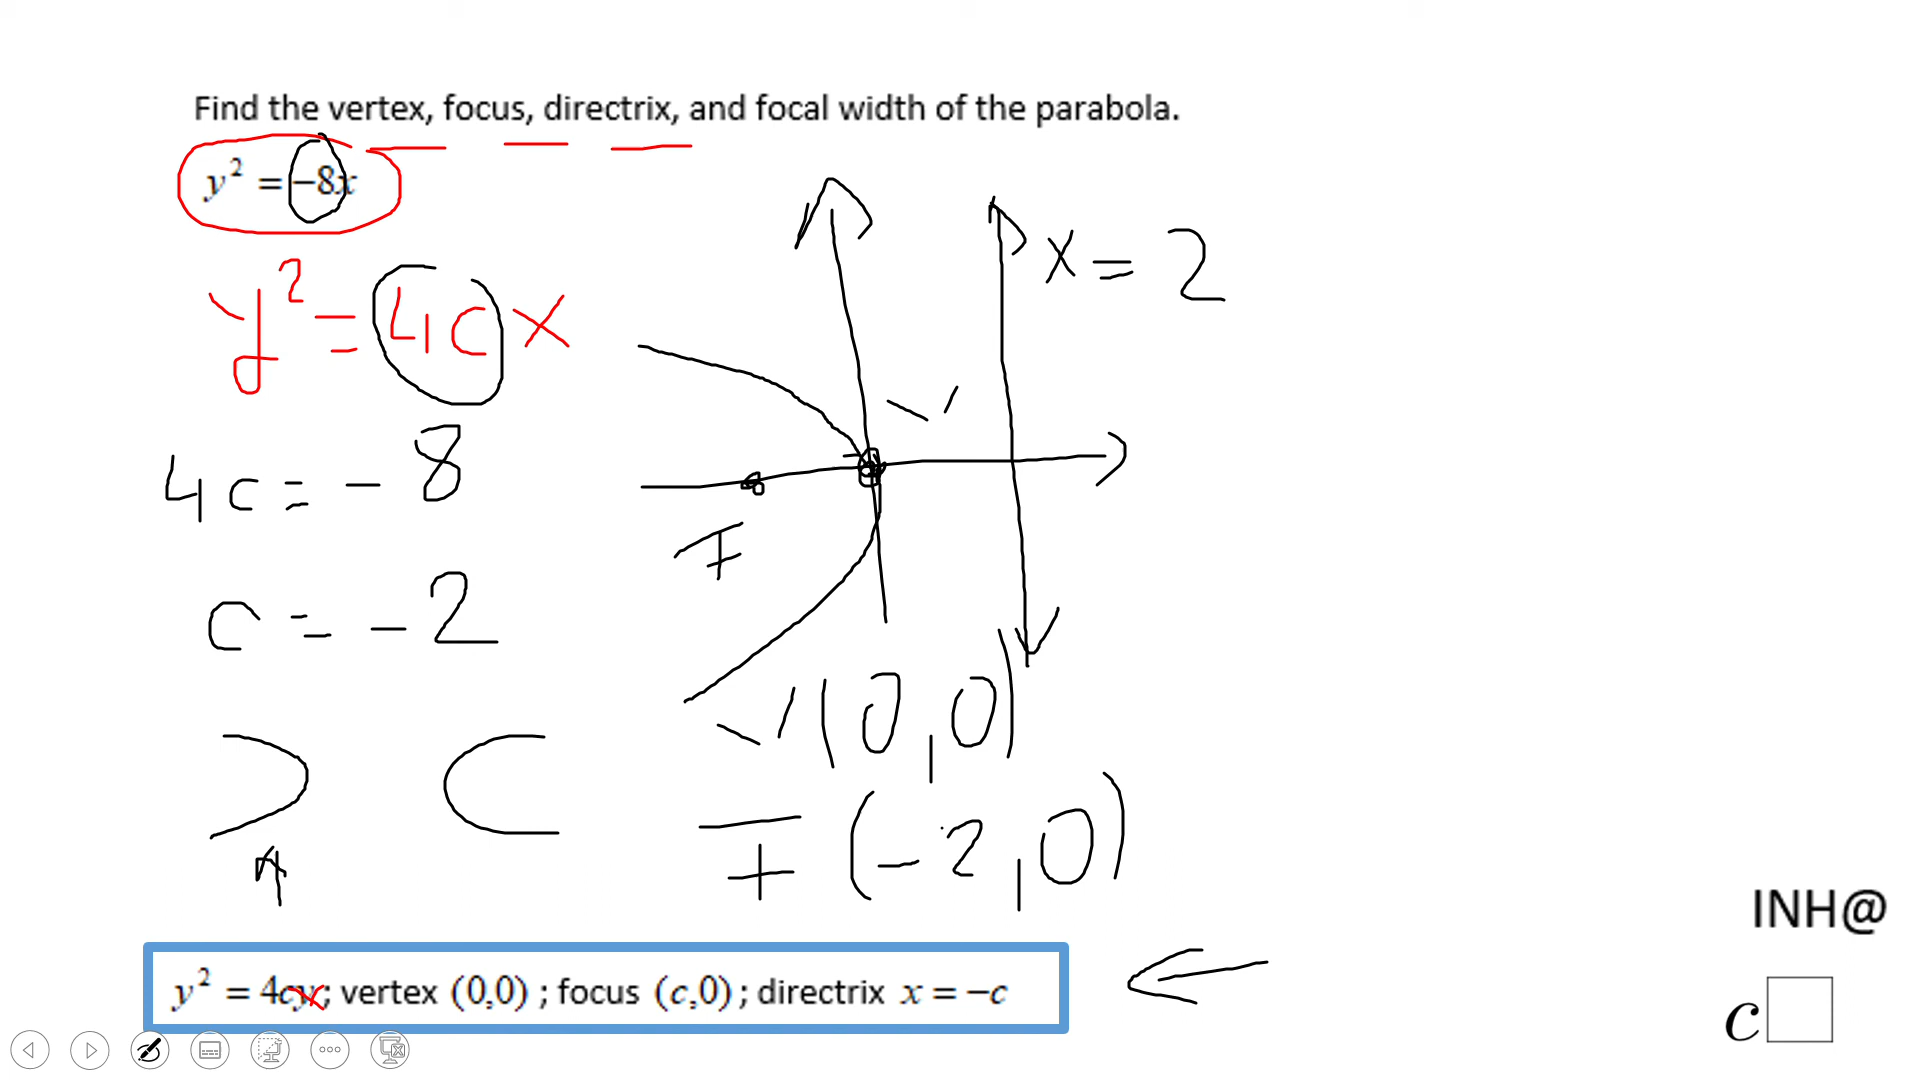 Find the vertex, focus, directrix, and focal width of the parabola.
y² = -8x
y² = 4cx
4c = -8
c = -2
x = 2
V
F
V(0,0)
F(-2,0)
y² = 4cx; vertex (0,0) ; focus (c,0) ; directrix x = -c
INH@
c